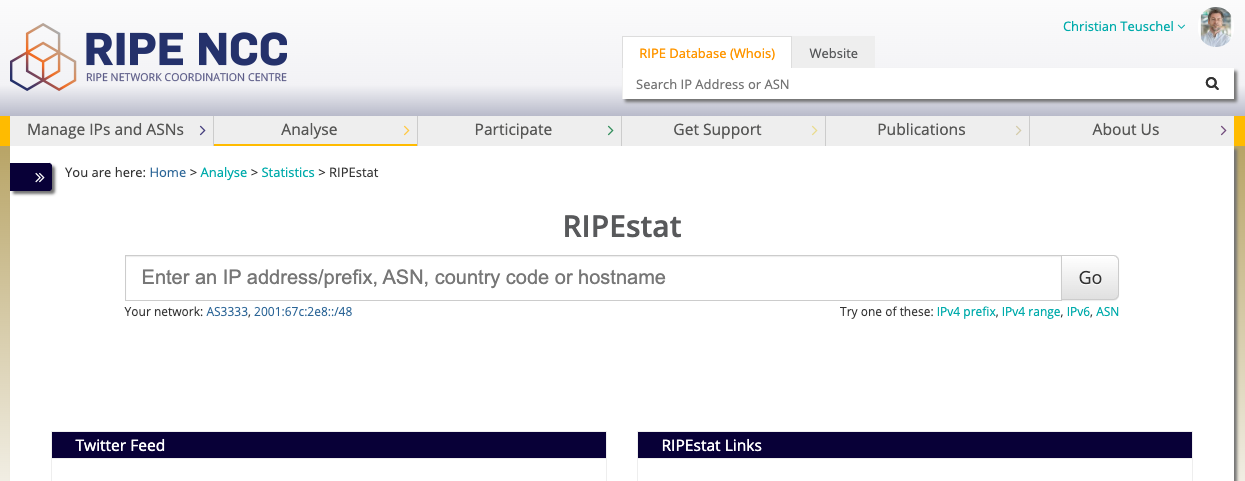 RIPE NCC
RIPE NETWORK COORDINATION CENTRE
Christian Teuschel
RIPE Database (Whois) Website
Search IP Address or ASN
Manage IPs and ASNs Analyse Participate Get Support Publications About Us
You are here: Home > Analyse > Statistics > RIPEstat
RIPEstat
Enter an IP address/prefix, ASN, country code or hostname Go
Your network: AS3333, 2001:67c:2e8::/48 Try one of these: IPv4 prefix, IPv4 range, IPv6, ASN
Twitter Feed RIPEstat Links